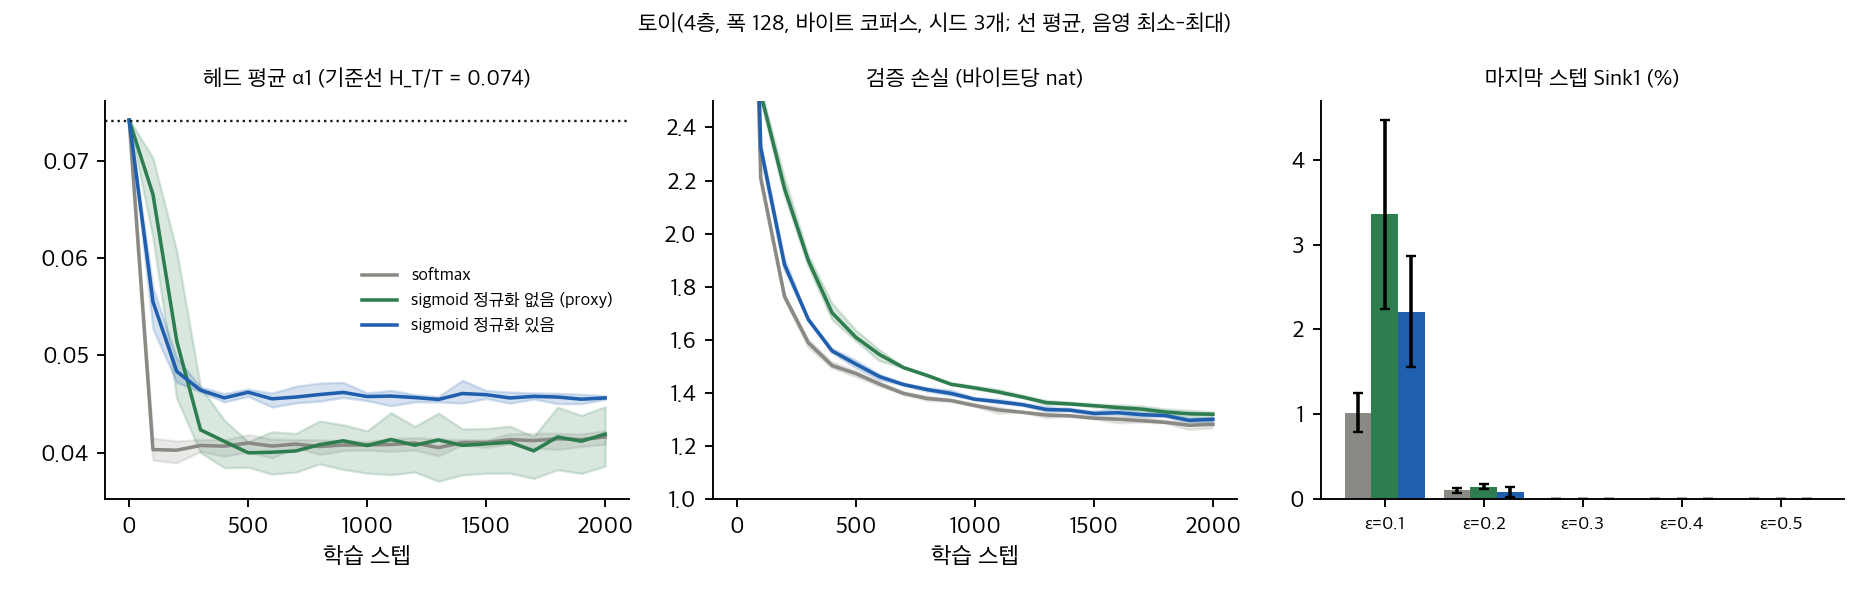 토이(4층, 폭 128, 바이트 코퍼스, 시드 3개; 선 평균, 음영 최소–최대)
헤드 평균 α1 (기준선 H_T/T = 0.074)
0.07
0.06
0.05
0.04
0
500
1000
1500
2000
학습 스텝
softmax
sigmoid 정규화 없음 (proxy)
sigmoid 정규화 있음
검증 손실 (바이트당 nat)
2.4
2.2
2.0
1.8
1.6
1.4
1.2
1.0
0
500
1000
1500
2000
학습 스텝
마지막 스텝 Sink1 (%)
4
3
2
1
0
ε=0.1
ε=0.2
ε=0.3
ε=0.4
ε=0.5